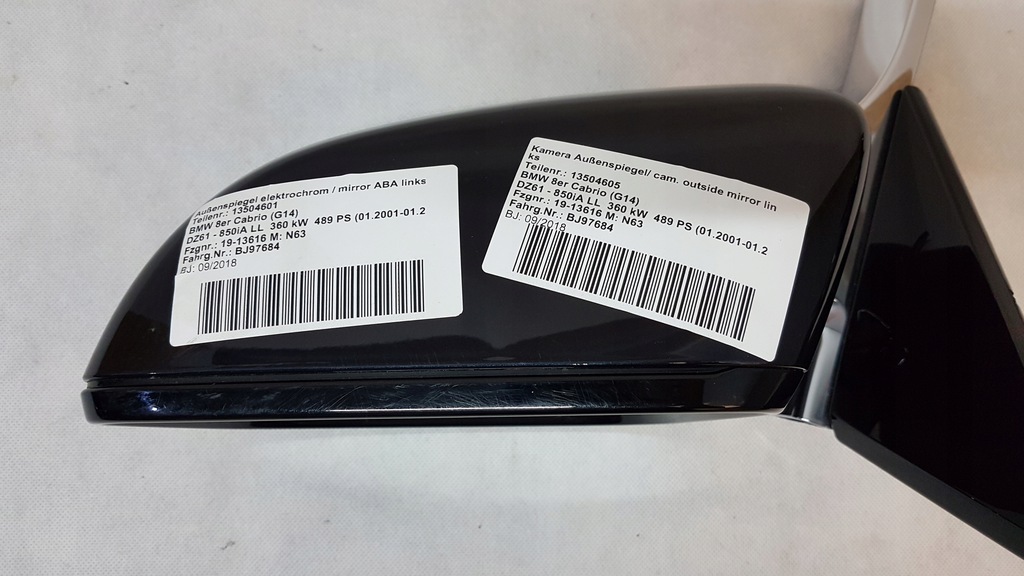 Außenspiegel elektrochrom / mirror ABA links
Teilenr.: 13504601
BMW 8er Cabrio (G14)
DZ61 - 850iA LL 360 kW 489 PS (01.2001-01.2
Fzgnr.: 19-13616 M: N63
Fahrg.Nr.: BJ97684
BJ: 09/2018
Kamera Außenspiegel/ cam. outside mirror lin
ks
Teilenr.: 13504605
BMW 8er Cabrio (G14)
DZ61 - 850iA LL 360 kW 489 PS (01.2001-01.2
Fzgnr.: 19-13616 M: N63
Fahrg.Nr.: BJ97684
BJ: 09/2018